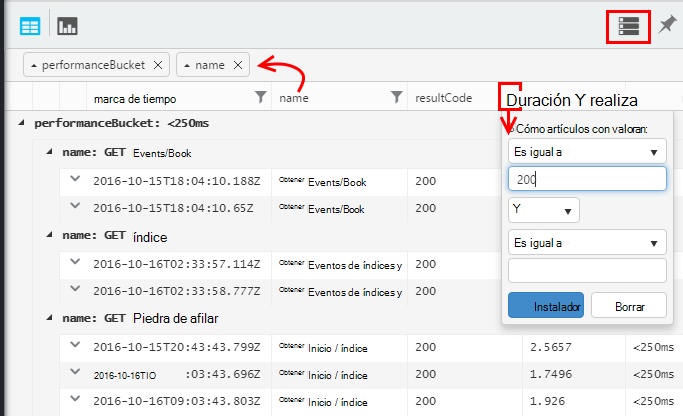 performanceBucket × name ×
marca de tiempo name resultCode Duración Y realiza
performanceBucket: <250ms
Cómo artículos con valoran:
name: GET Events/Book
Es igual a
2016-10-15T18:04:10.188Z Obtener Events/Book 200
200
2016-10-15T18:04:10.65Z Obtener Events/Book 200
Y
name: GET índice
Es igual a
2016-10-16T02:33:57.114Z Obtener Eventos de índices y 200
2016-10-16T02:33:58.777Z Obtener Eventos de índices y 200
Instalador Borrar
name: GET Piedra de afilar
2016-10-15T20:43:43.799Z Obtener Inicio / índice 200 2.5657 <250ms
2016-10-16TIO :03:43.696Z Obtener Inicio / índice 200 1.7496 <250ms
2016-10-16T09:03:43.803Z Obtener Inicio / índice 200 1.926 <250ms